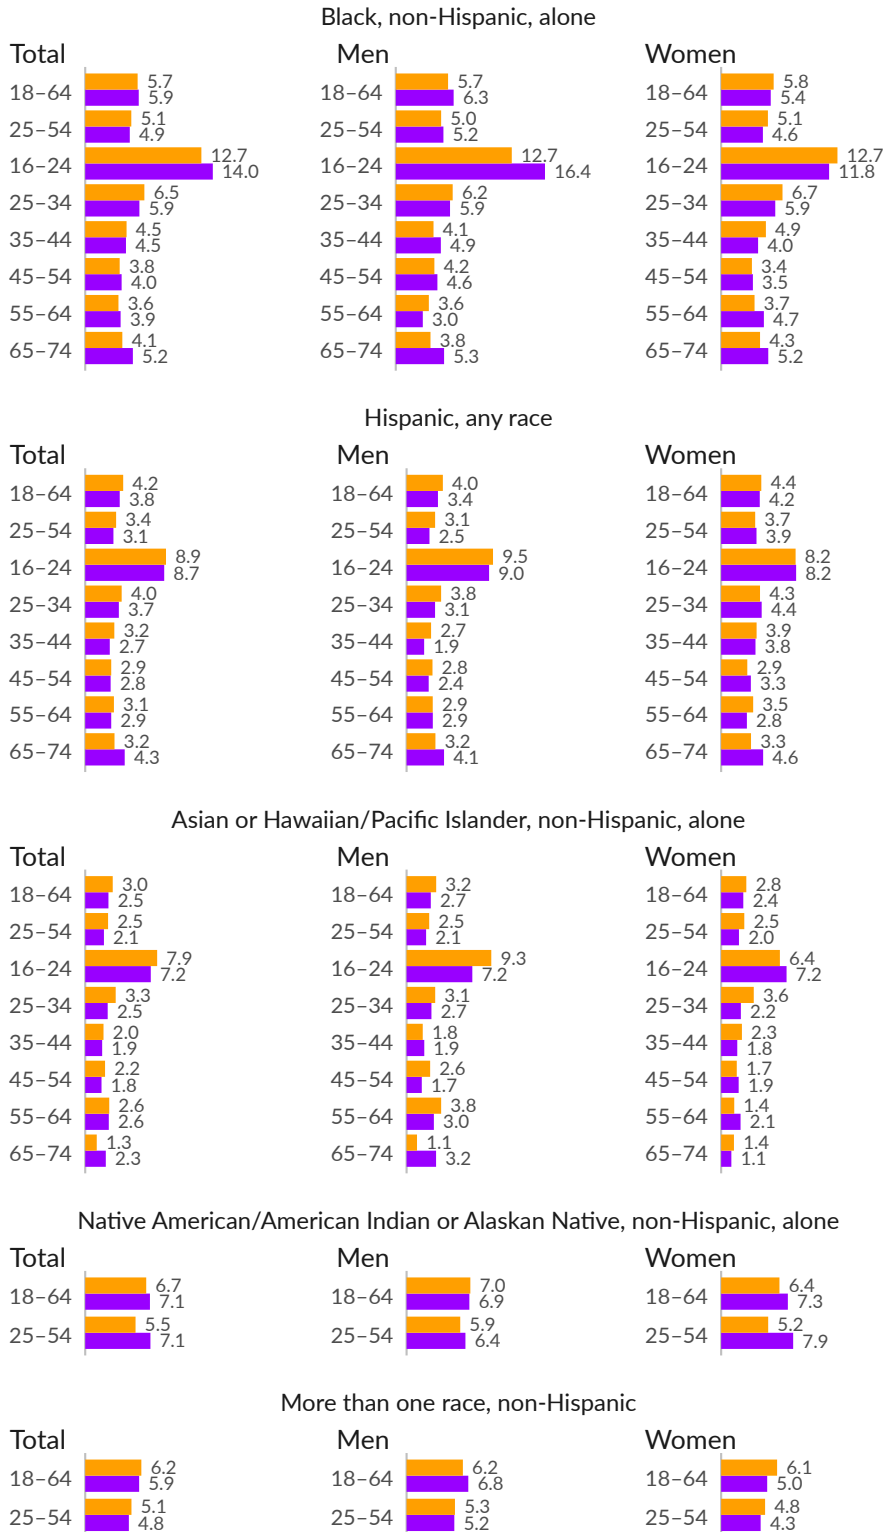 Black, non-Hispanic, alone
Total Men Women
18–64 5.7 5.9 18–64 5.7 6.3 18–64 5.8 5.4
25–54 5.1 4.9 25–54 5.0 5.2 25–54 5.1 4.6
16–24 12.7 14.0 16–24 12.7 16.4 16–24 12.7 11.8
25–34 6.5 5.9 25–34 6.2 5.9 25–34 6.7 5.9
35–44 4.5 4.5 35–44 4.1 4.9 35–44 4.9 4.0
45–54 3.8 4.0 45–54 4.2 4.6 45–54 3.4 3.5
55–64 3.6 3.9 55–64 3.6 3.0 55–64 3.7 4.7
65–74 4.1 5.2 65–74 3.8 5.3 65–74 4.3 5.2
Hispanic, any race
Total Men Women
18–64 4.2 3.8 18–64 4.0 3.4 18–64 4.4 4.2
25–54 3.4 3.1 25–54 3.1 2.5 25–54 3.7 3.9
16–24 8.9 8.7 16–24 9.5 9.0 16–24 8.2 8.2
25–34 4.0 3.7 25–34 3.8 3.1 25–34 4.3 4.4
35–44 3.2 2.7 35–44 2.7 1.9 35–44 3.9 3.8
45–54 2.9 2.8 45–54 2.8 2.4 45–54 2.9 3.3
55–64 3.1 2.9 55–64 2.9 2.9 55–64 3.5 2.8
65–74 3.2 4.3 65–74 3.2 4.1 65–74 3.3 4.6
Asian or Hawaiian/Pacific Islander, non-Hispanic, alone
Total Men Women
18–64 3.0 2.5 18–64 3.2 2.7 18–64 2.8 2.4
25–54 2.5 2.1 25–54 2.5 2.1 25–54 2.5 2.0
16–24 7.9 7.2 16–24 9.3 7.2 16–24 6.4 7.2
25–34 3.3 2.5 25–34 3.1 2.7 25–34 3.6 2.2
35–44 2.0 1.9 35–44 1.8 1.9 35–44 2.3 1.8
45–54 2.2 1.8 45–54 2.6 1.7 45–54 1.7 1.9
55–64 2.6 2.6 55–64 3.8 3.0 55–64 1.4 2.1
65–74 1.3 2.3 65–74 1.1 3.2 65–74 1.4 1.1
Native American/American Indian or Alaskan Native, non-Hispanic, alone
Total Men Women
18–64 6.7 7.1 18–64 7.0 6.9 18–64 6.4 7.3
25–54 5.5 7.1 25–54 5.9 6.4 25–54 5.2 7.9
More than one race, non-Hispanic
Total Men Women
18–64 6.2 5.9 18–64 6.2 6.8 18–64 6.1 5.0
25–54 5.1 4.8 25–54 5.3 5.2 25–54 4.8 4.3